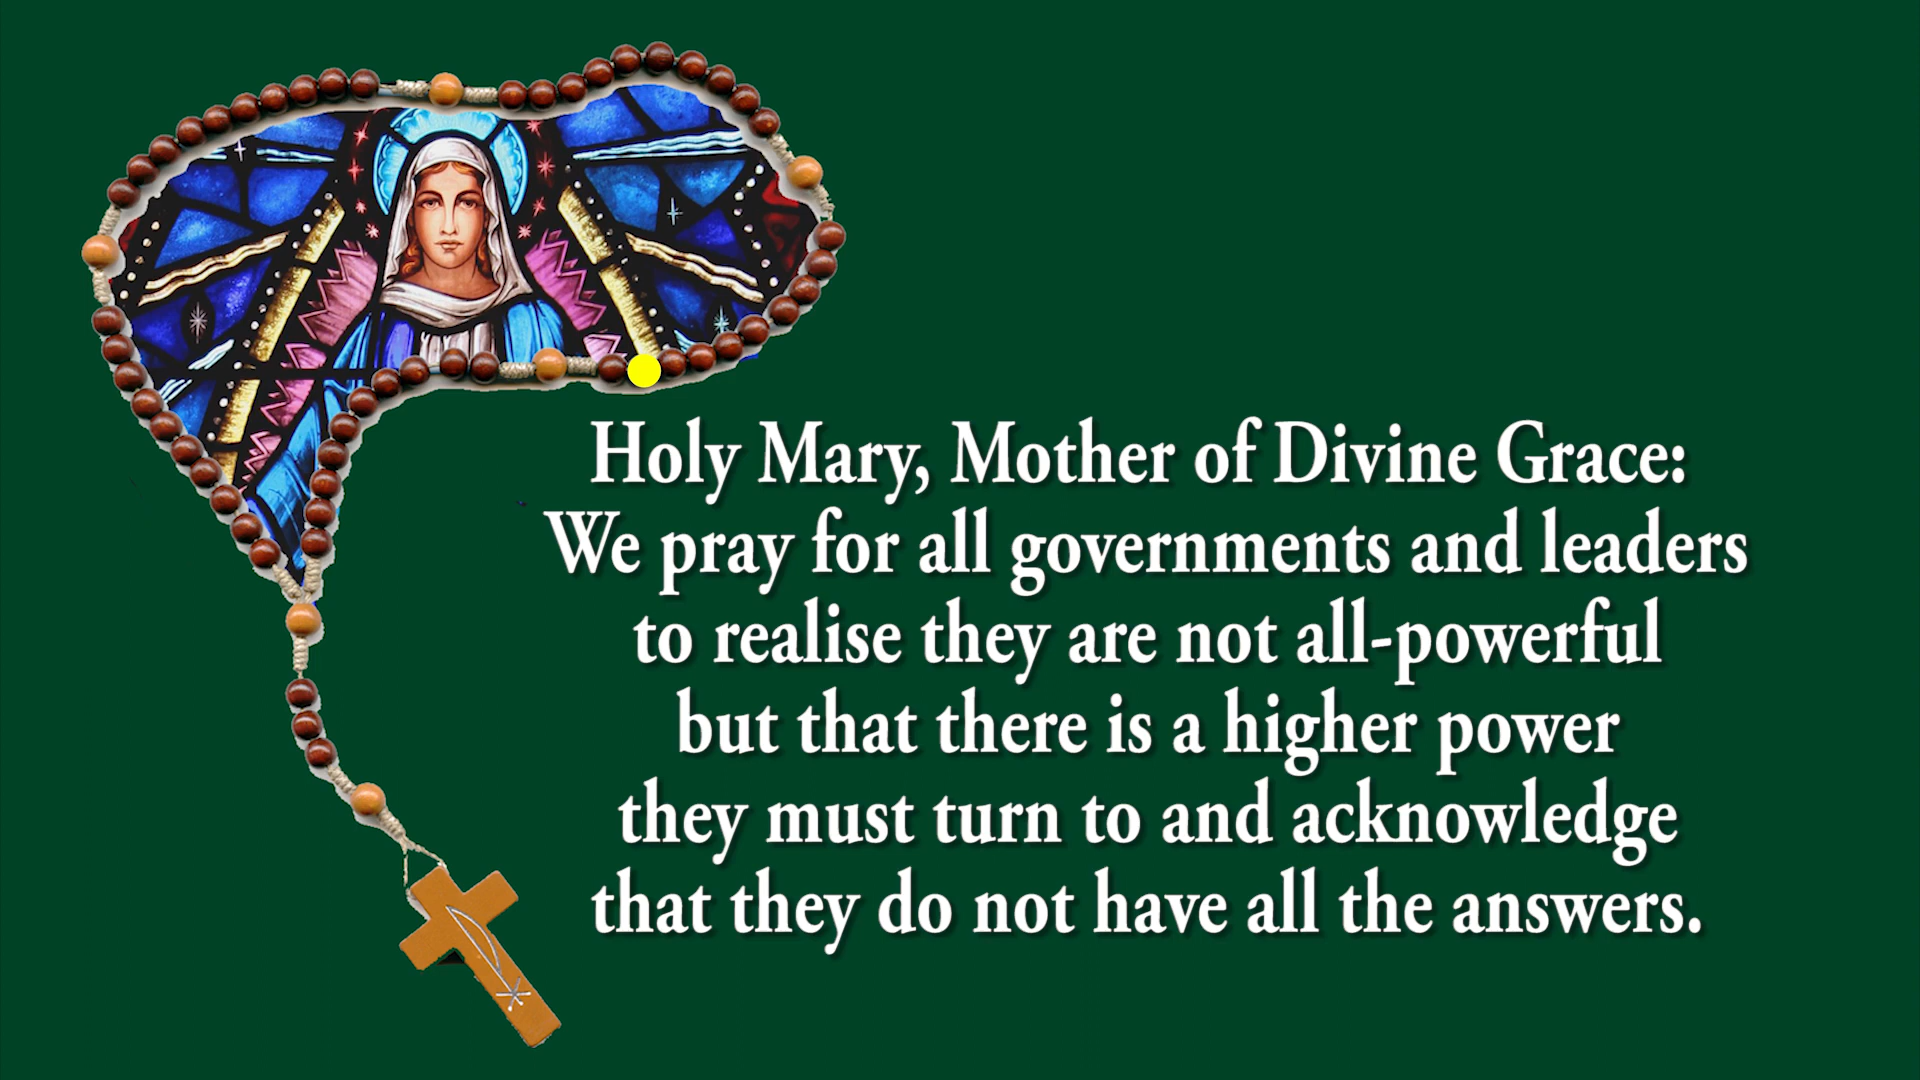 Holy Mary, Mother of Divine Grace:
We pray for all governments and leaders
to realise they are not all-powerful
but that there is a higher power
they must turn to and acknowledge
that they do not have all the answers.